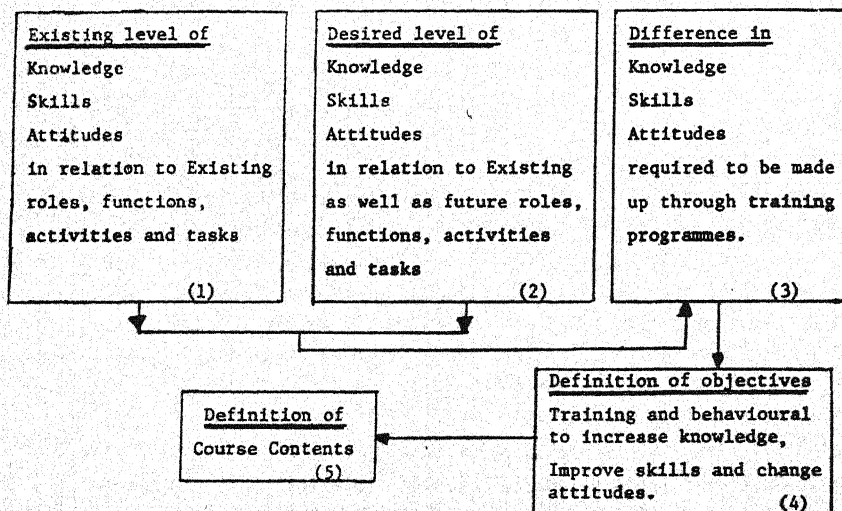 Existing level of
Knowledge
Skills
Attitudes
in relation to Existing
roles, functions,
activities and tasks
(1)
Desired level of
Knowledge
Skills
Attitudes
in relation to Existing
as well as future roles,
functions, activities
and tasks
(2)
Difference in
Knowledge
Skills
Attitudes
required to be made
up through training
programmes.
(3)
Definition of objectives
Training and behavioural
to increase knowledge,
Improve skills and change
attitudes.
(4)
Definition of
Course Contents
(5)